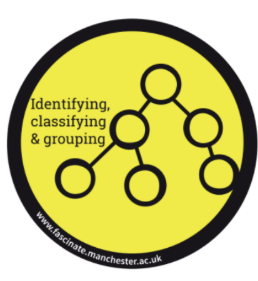 Identifying,
classifying
& grouping
www.fascinate.manchester.ac.uk